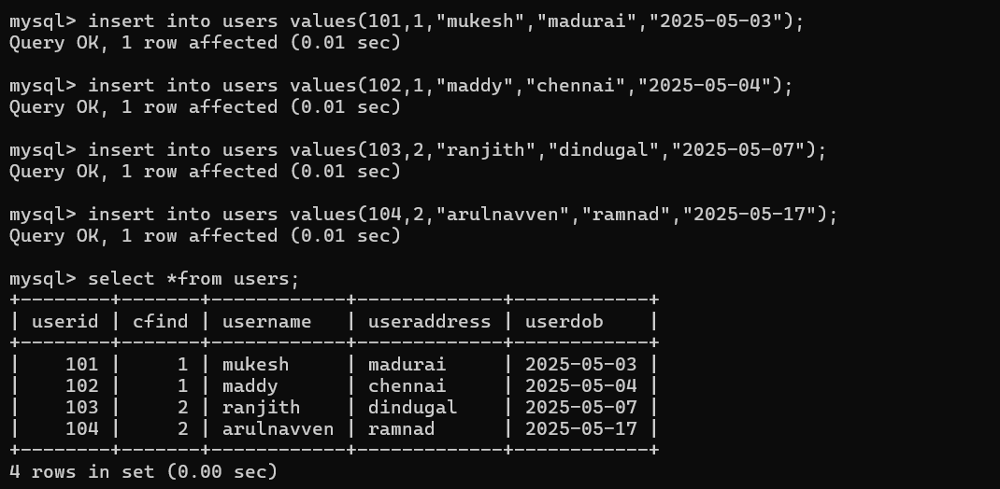 mysql> insert into users values(101,1,"mukesh","madurai","2025-05-03");
Query OK, 1 row affected (0.01 sec)

mysql> insert into users values(102,1,"maddy","chennai","2025-05-04");
Query OK, 1 row affected (0.01 sec)

mysql> insert into users values(103,2,"ranjith","dindugal","2025-05-07");
Query OK, 1 row affected (0.01 sec)

mysql> insert into users values(104,2,"arulnavven","ramnad","2025-05-17");
Query OK, 1 row affected (0.01 sec)

mysql> select *from users;
+--------+-------+------------+-------------+------------+
| userid | cfind | username   | useraddress | userdob    |
+--------+-------+------------+-------------+------------+
|    101 |     1 | mukesh     | madurai     | 2025-05-03 |
|    102 |     1 | maddy      | chennai     | 2025-05-04 |
|    103 |     2 | ranjith    | dindugal    | 2025-05-07 |
|    104 |     2 | arulnavven | ramnad      | 2025-05-17 |
+--------+-------+------------+-------------+------------+
4 rows in set (0.00 sec)